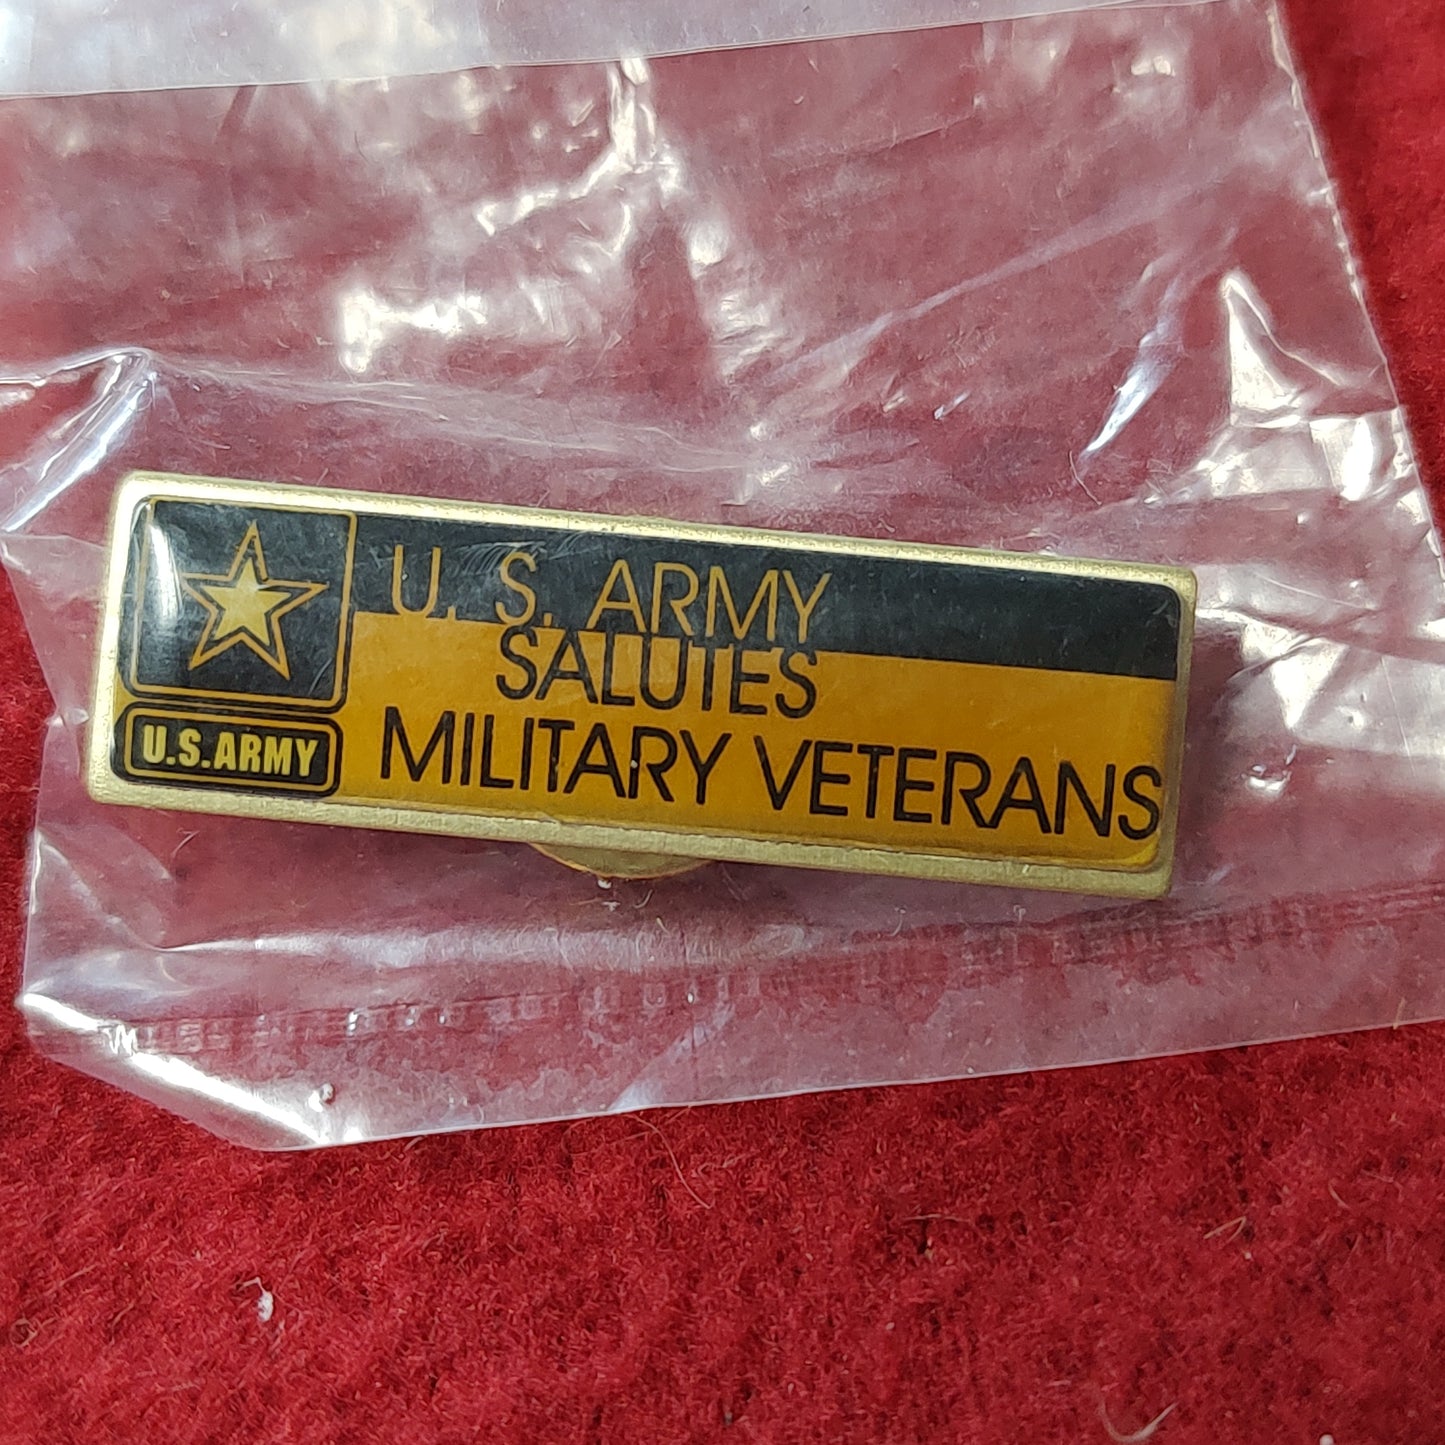 U. S. ARMY
SALUTES
MILITARY VETERANS
U.S.ARMY